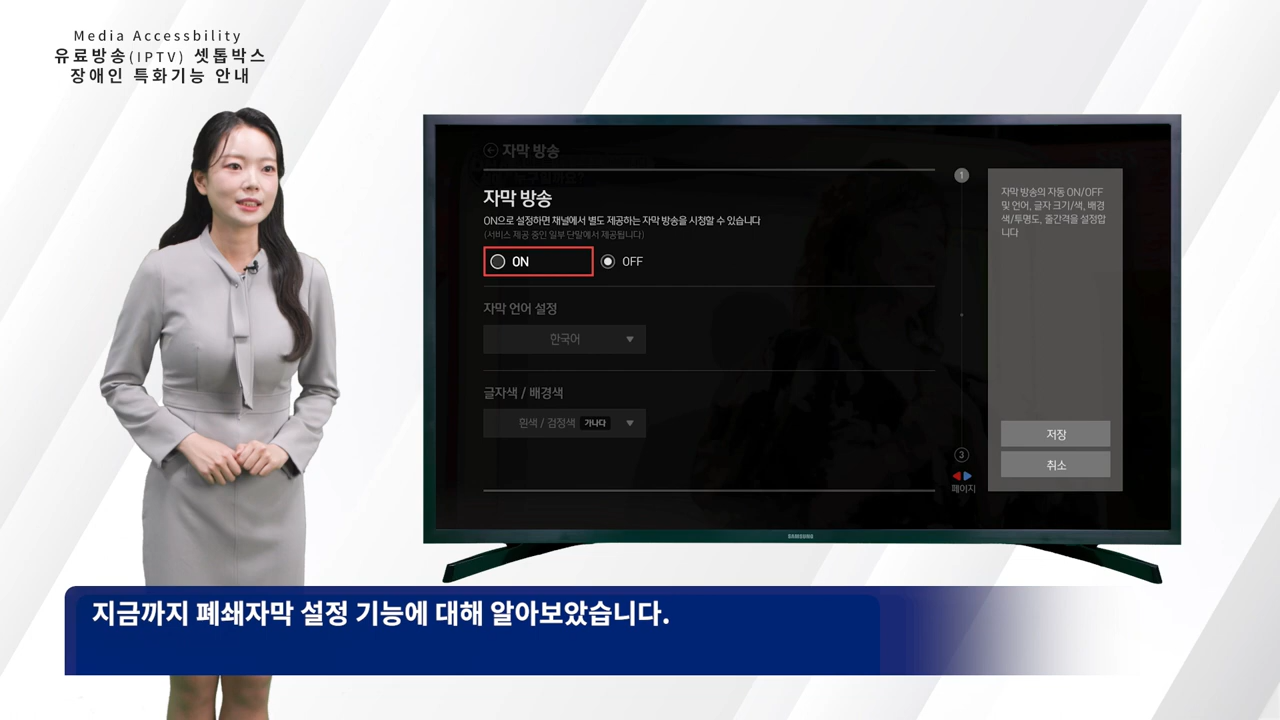 Media Accessbility
유료방송(IPTV) 셋톱박스
장애인 특화기능 안내
자막 방송
자막 방송
ON으로 설정하면 채널에서 별도 제공하는 자막 방송을 시청할 수 있습니다
(서비스 제공 중인 일부 단말에서 제공됩니다)
ON
OFF
자막 언어 설정
한국어
글자색 / 배경색
흰색 / 검정색 가나다
1
3
페이지
자막 방송의 자동 ON/OFF
및 언어, 글자 크기/색, 배경
색/투명도, 줄간격을 설정합
니다
저장
취소
SAMSUNG
지금까지 폐쇄자막 설정 기능에 대해 알아보았습니다.